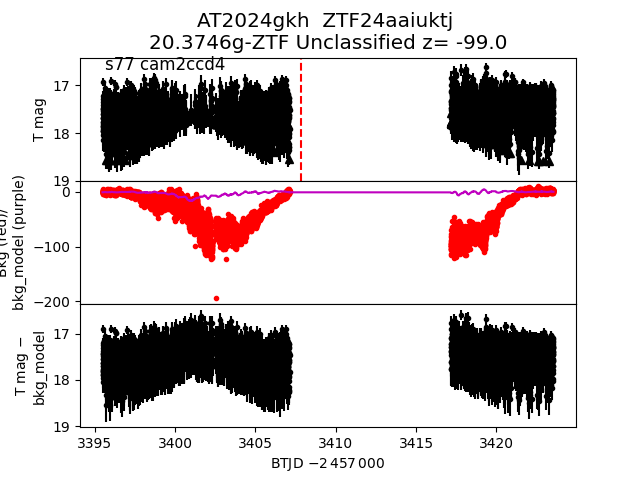 AT2024gkh  ZTF24aaiuktj
20.3746g-ZTF Unclassified z= -99.0
s77 cam2ccd4
T mag
17
18
19
Bkg (red)/
bkg_model (purple)
0
−100
−200
T mag −
bkg_model
17
18
19
3395
3400
3405
3410
3415
3420
BTJD −2 457 000